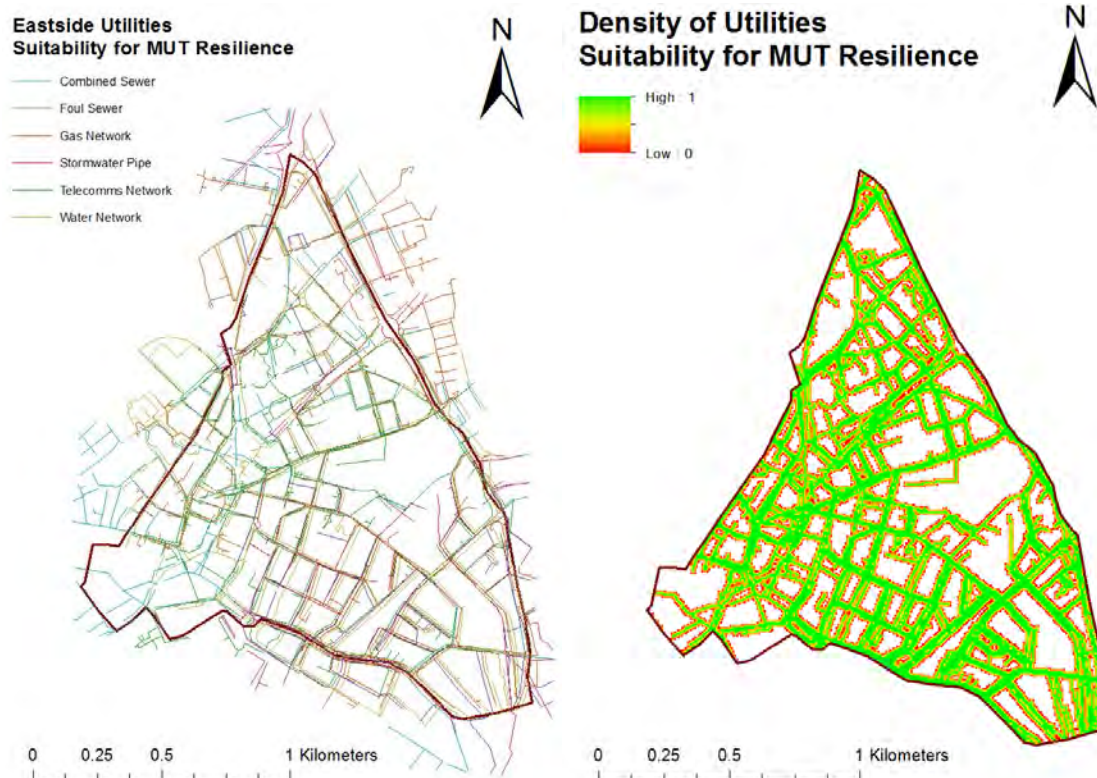 Eastside Utilities
Suitability for MUT Resilience
N
Combined Sewer
Foul Sewer
Gas Network
Stormwater Pipe
Telecomms Network
Water Network
0 0.25 0.5 1 Kilometers
Density of Utilities
Suitability for MUT Resilience
N
High : 1
Low : 0
0 0.25 0.5 1 Kilometers